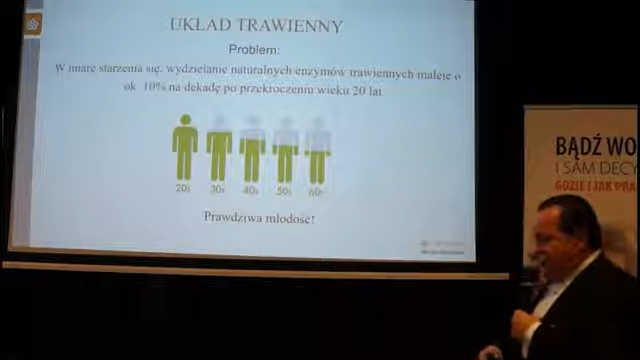 UKŁAD TRAWIENNY
Problem:
W miarę starzenia się, wydzielanie naturalnych enzymów trawiennych maleje o
ok 10% na dekadę po przekroczeniu wieku 20 lat.
20s 30s 40s 50s 60s
Prawdziwa młodość!
BĄDŹ WO
I SAM DECY
GDZIE I JAK PRA